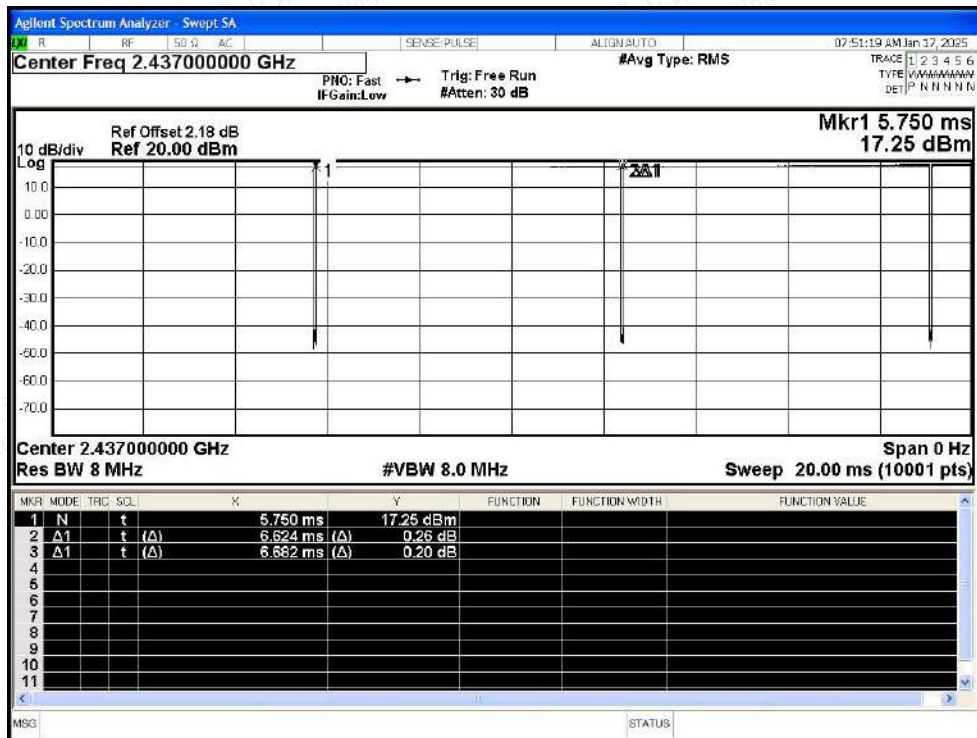 Agilent Spectrum Analyzer - Swept SA
LXI R RF 50 Ω AC SENSE:PULSE ALIGN AUTO 07:51:19 AM Jan 17, 2025
Center Freq 2.437000000 GHz #Avg Type: RMS TRACE 1 2 3 4 5 6
PNO: Fast Trig: Free Run TYPE
IFGain:Low #Atten: 30 dB DET P N N N N N
Mkr1 5.750 ms
Ref Offset 2.18 dB
10 dB/div Ref 20.00 dBm 17.25 dBm
Log
1
10.0
0.00
-10.0
-20.0
-30.0
-40.0
-50.0
-60.0
-70.0
Center 2.437000000 GHz Span 0 Hz
Res BW 8 MHz #VBW 8.0 MHz Sweep 20.00 ms (10001 pts)
MKR MODE TRC SCL X Y FUNCTION FUNCTION WIDTH FUNCTION VALUE
1 N t 5.750 ms 17.25 dBm
2 Δ1 t (Δ) 6.624 ms (Δ) 0.26 dB
3 Δ1 t (Δ) 6.682 ms (Δ) 0.20 dB
4
5
6
7
8
9
10
11
MSG STATUS